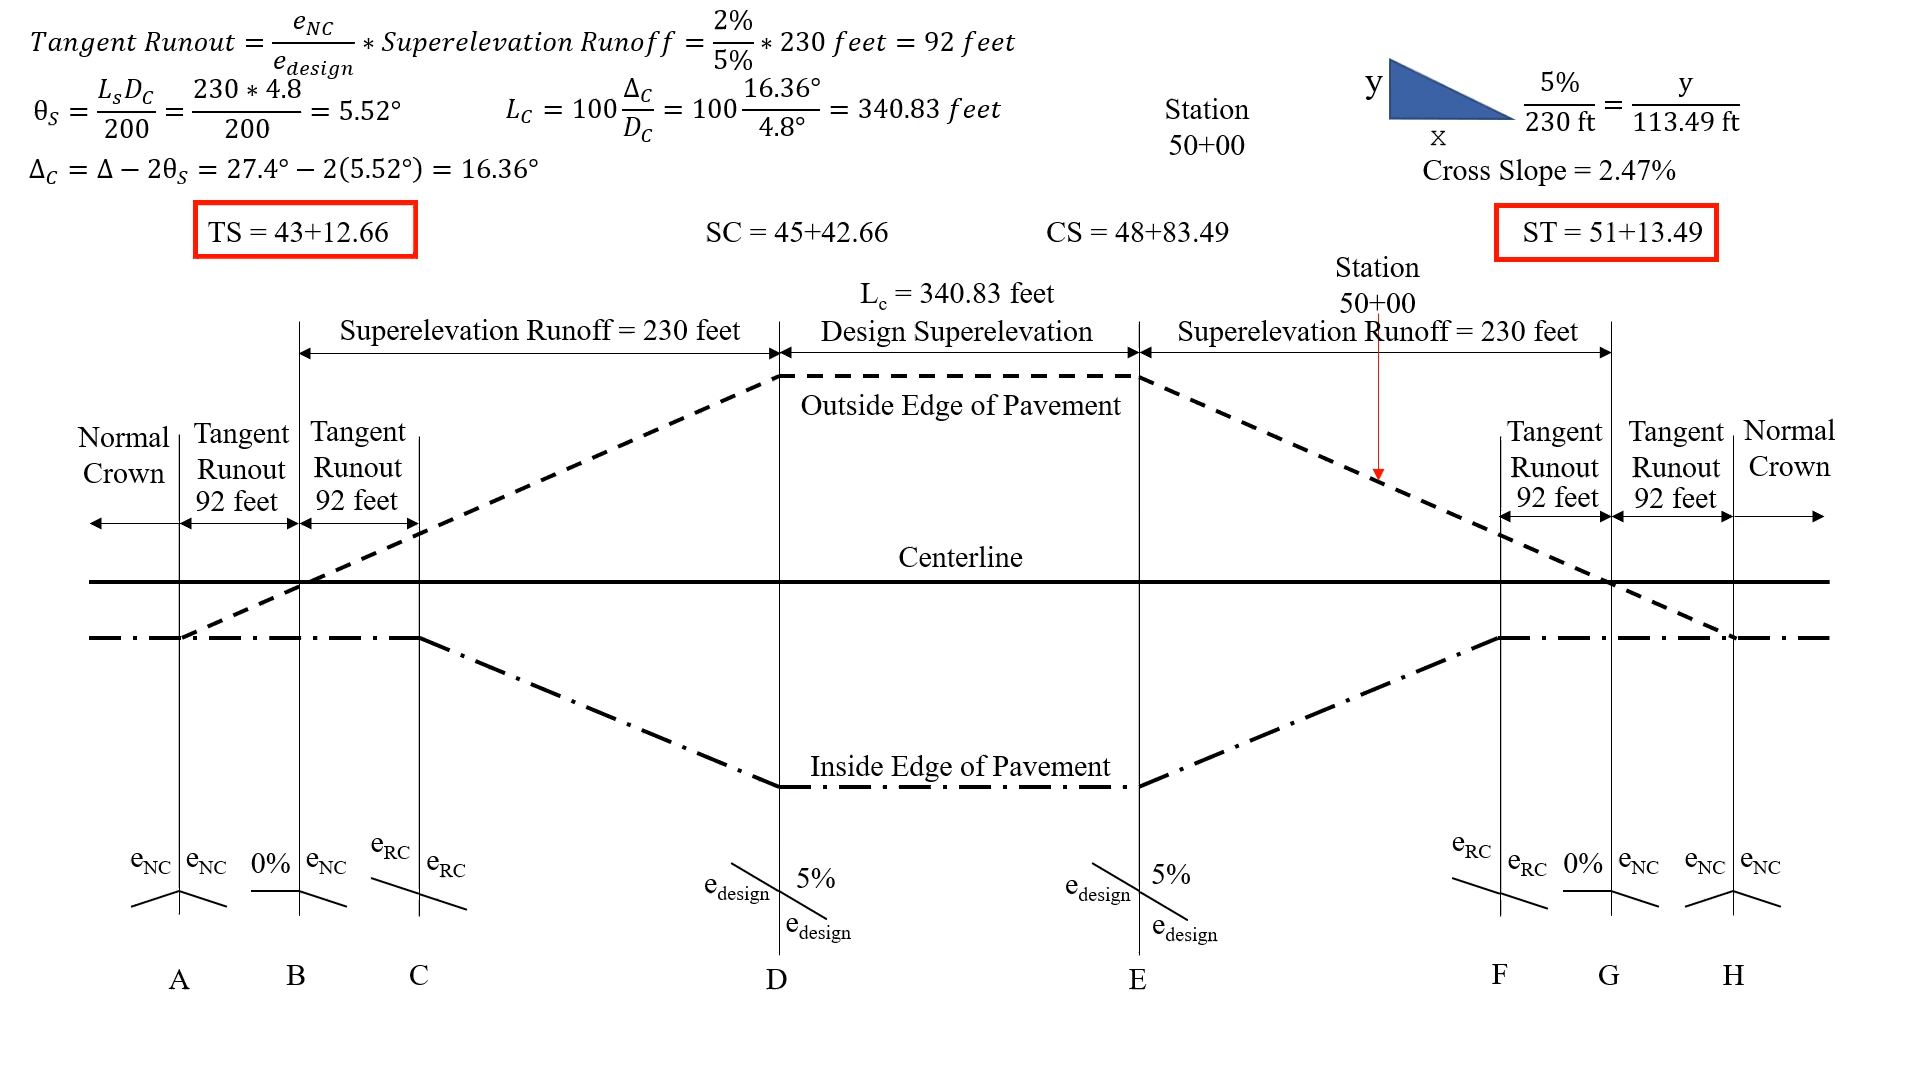 Tangent Runout = e_NC / e_design * Superelevation Runoff = 2% / 5% * 230 feet = 92 feet
θ_S = L_s D_C / 200 = 230 * 4.8 / 200 = 5.52°
L_C = 100 Δ_C / D_C = 100 16.36° / 4.8° = 340.83 feet
Δ_C = Δ − 2θ_S = 27.4° − 2(5.52°) = 16.36°
Station
50+00
y
x
5% / 230 ft = y / 113.49 ft
Cross Slope = 2.47%
TS = 43+12.66
SC = 45+42.66
CS = 48+83.49
ST = 51+13.49
Station
50+00
L_c = 340.83 feet
Superelevation Runoff = 230 feet
Design Superelevation
Superelevation Runoff = 230 feet
Outside Edge of Pavement
Normal
Crown
Tangent
Runout
92 feet
Tangent
Runout
92 feet
Tangent
Runout
92 feet
Tangent
Runout
92 feet
Normal
Crown
Centerline
Inside Edge of Pavement
e_NC e_NC
0% e_NC
e_RC e_RC
e_design 5% e_design
e_design 5% e_design
e_RC e_RC
0% e_NC
e_NC e_NC
A
B
C
D
E
F
G
H